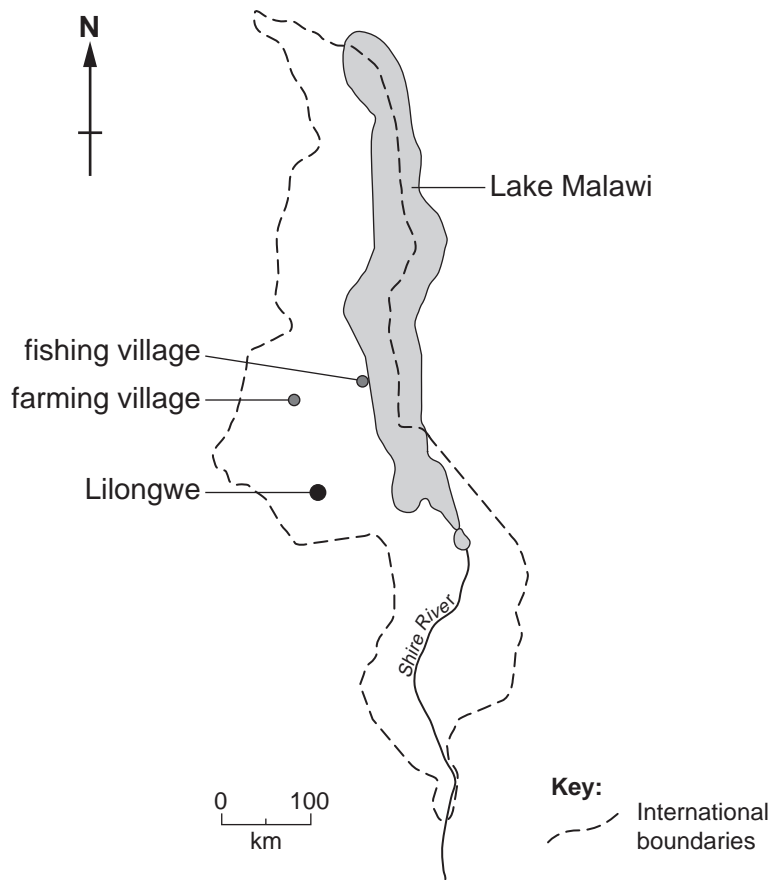 N
Lake Malawi
fishing village
farming village
Lilongwe
Shire River
0 100
km
Key:
International
boundaries